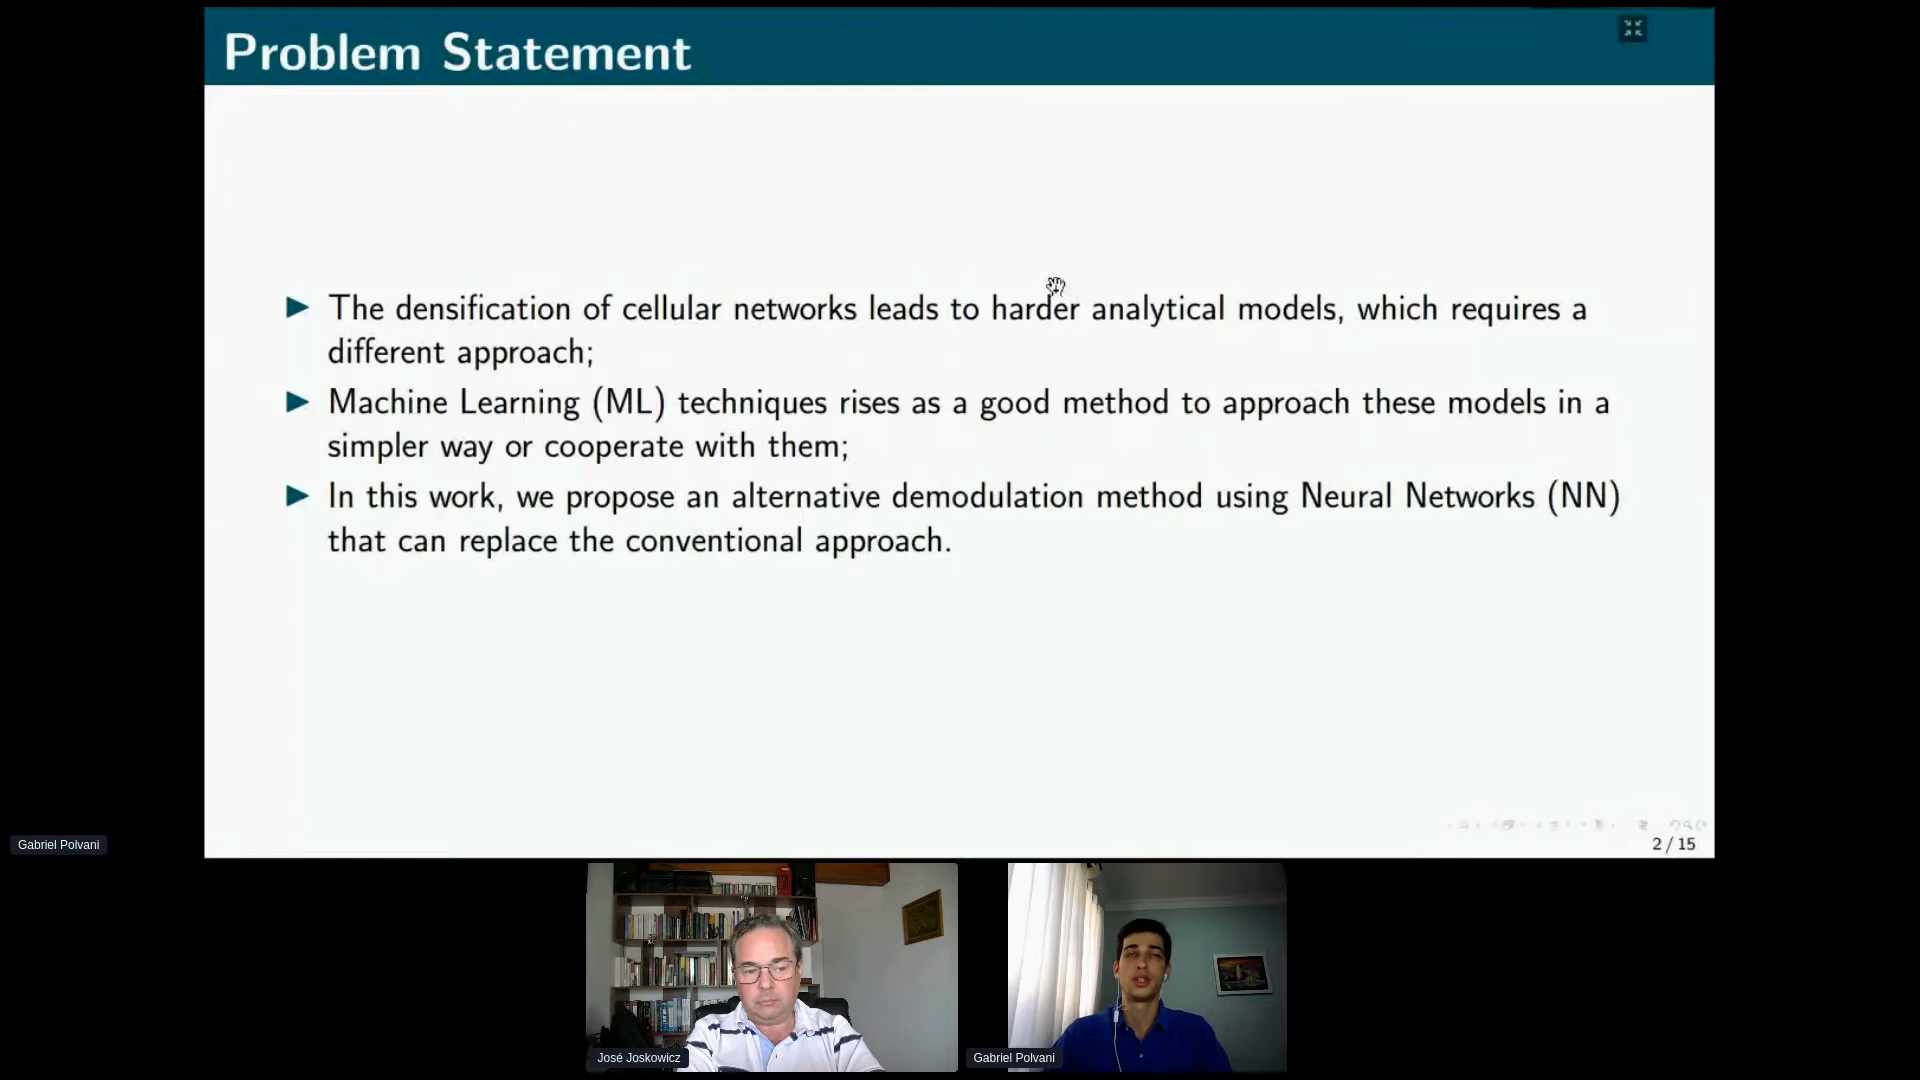 Problem Statement
The densification of cellular networks leads to harder analytical models, which requires a
different approach;
Machine Learning (ML) techniques rises as a good method to approach these models in a
simpler way or cooperate with them;
In this work, we propose an alternative demodulation method using Neural Networks (NN)
that can replace the conventional approach.
2 / 15
Gabriel Polvani
José Joskowicz
Gabriel Polvani